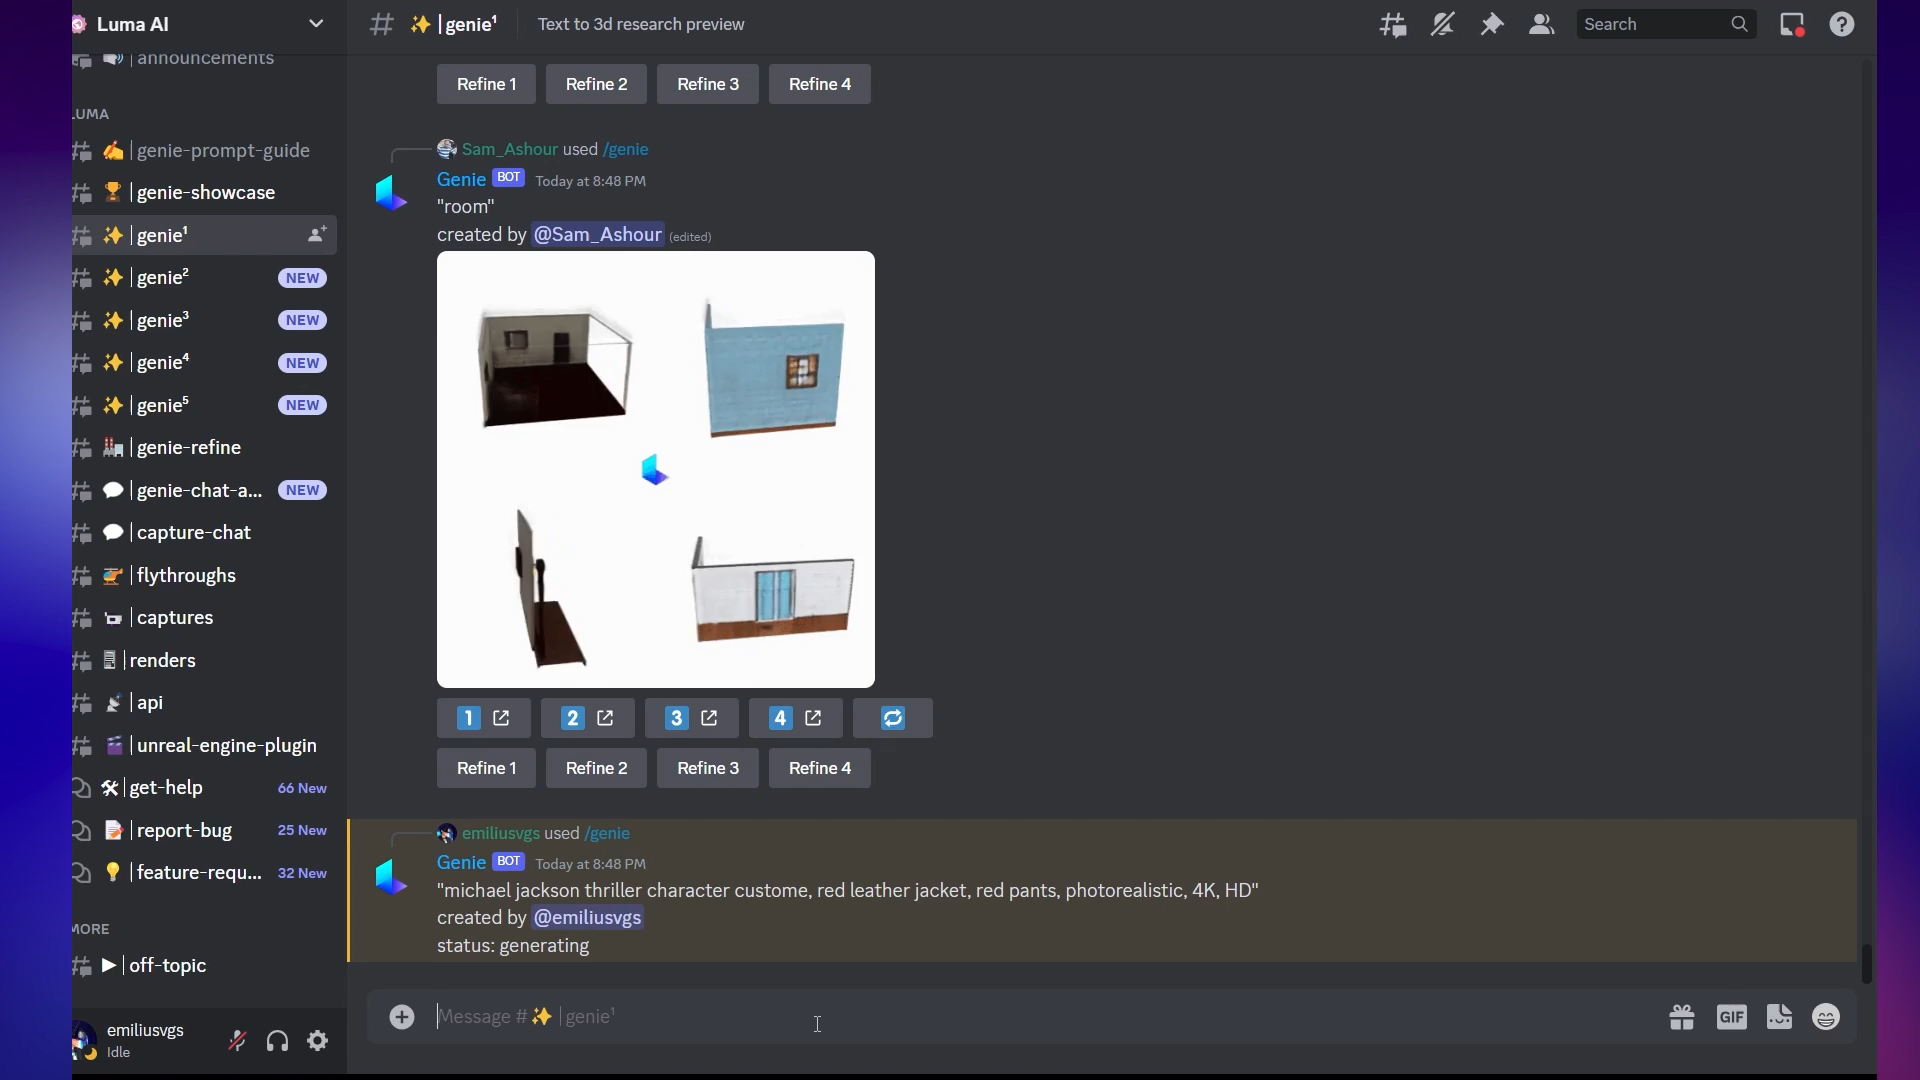 Luma AI
announcements
LUMA
genie-prompt-guide
genie-showcase
genie¹
genie² NEW
genie³ NEW
genie⁴ NEW
genie⁵ NEW
genie-refine
genie-chat-a... NEW
capture-chat
flythroughs
captures
renders
api
unreal-engine-plugin
get-help 66 New
report-bug 25 New
feature-requ... 32 New
MORE
off-topic
emiliusvgs
Idle
# ✨ | genie¹ Text to 3d research preview
Search
Refine 1 Refine 2 Refine 3 Refine 4
Sam_Ashour used /genie
Genie BOT Today at 8:48 PM
"room"
created by @Sam_Ashour (edited)
1 2 3 4
Refine 1 Refine 2 Refine 3 Refine 4
emiliusvgs used /genie
Genie BOT Today at 8:48 PM
"michael jackson thriller character custome, red leather jacket, red pants, photorealistic, 4K, HD"
created by @emiliusvgs
status: generating
Message #✨ | genie¹
GIF